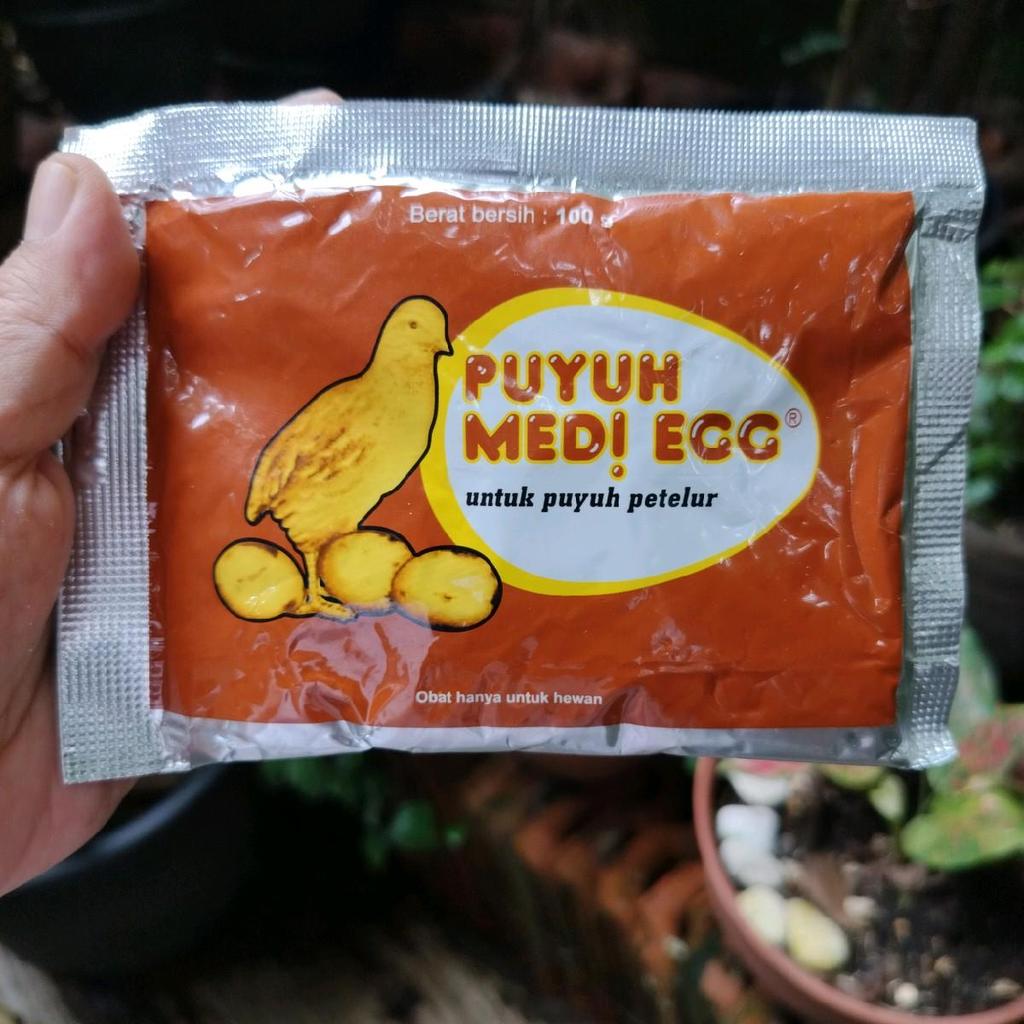 Berat bersih : 100 g
PUYUH
MEDI EGG®
untuk puyuh petelur
Obat hanya untuk hewan